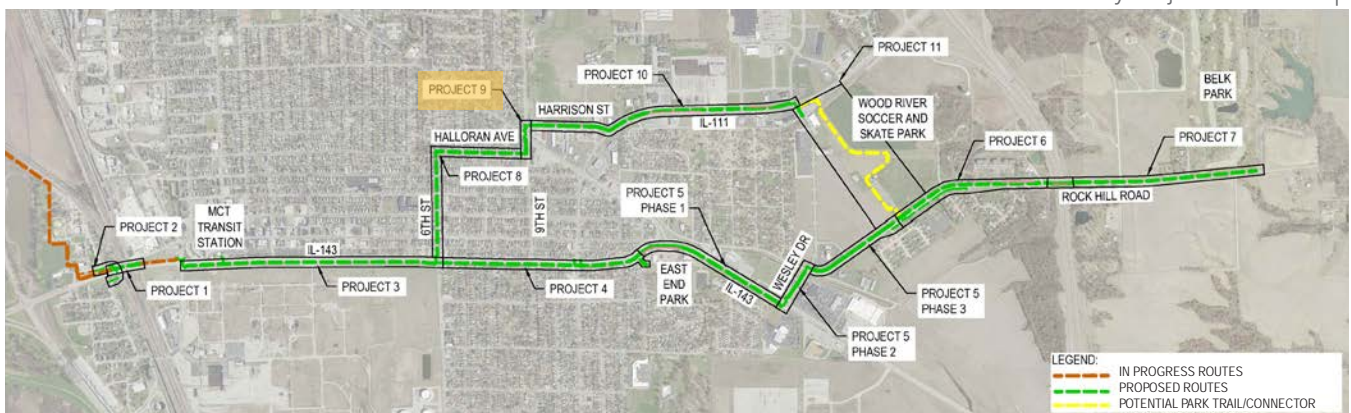 PROJECT 11
PROJECT 10
PROJECT 9
HARRISON ST
IL-111
WOOD RIVER
SOCCER AND
SKATE PARK
BELK
PARK
HALLORAN AVE
PROJECT 6
PROJECT 7
PROJECT 8
ROCK HILL ROAD
PROJECT 5
PHASE 1
6TH ST
9TH ST
MCT
TRANSIT
STATION
PROJECT 2
IL-143
WESLEY DR
PROJECT 1
PROJECT 3
PROJECT 4
EAST
END
PARK
IL-143
PROJECT 5
PHASE 3
PROJECT 5
PHASE 2
LEGEND:
IN PROGRESS ROUTES
PROPOSED ROUTES
POTENTIAL PARK TRAIL/CONNECTOR